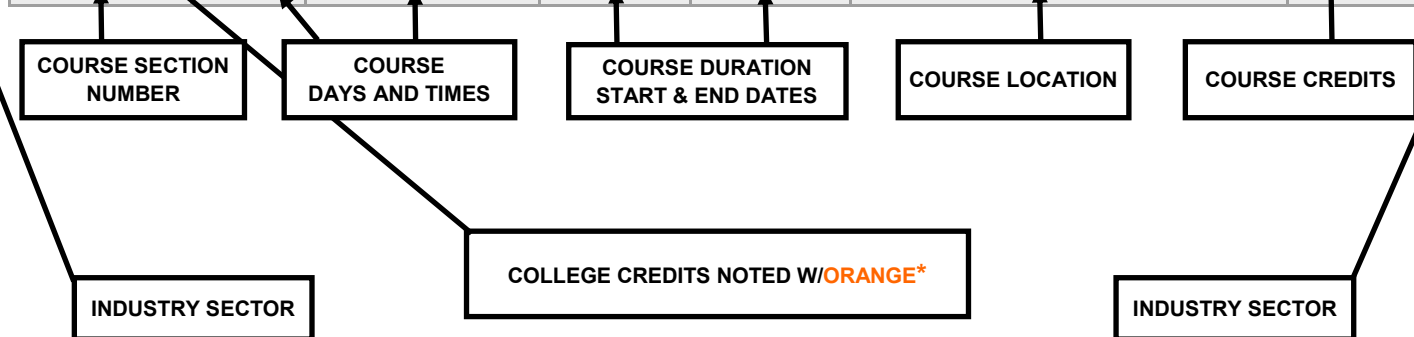 COURSE SECTION
NUMBER
COURSE
DAYS AND TIMES
COURSE DURATION
START & END DATES
COURSE LOCATION
COURSE CREDITS
COLLEGE CREDITS NOTED W/ORANGE*
INDUSTRY SECTOR
INDUSTRY SECTOR